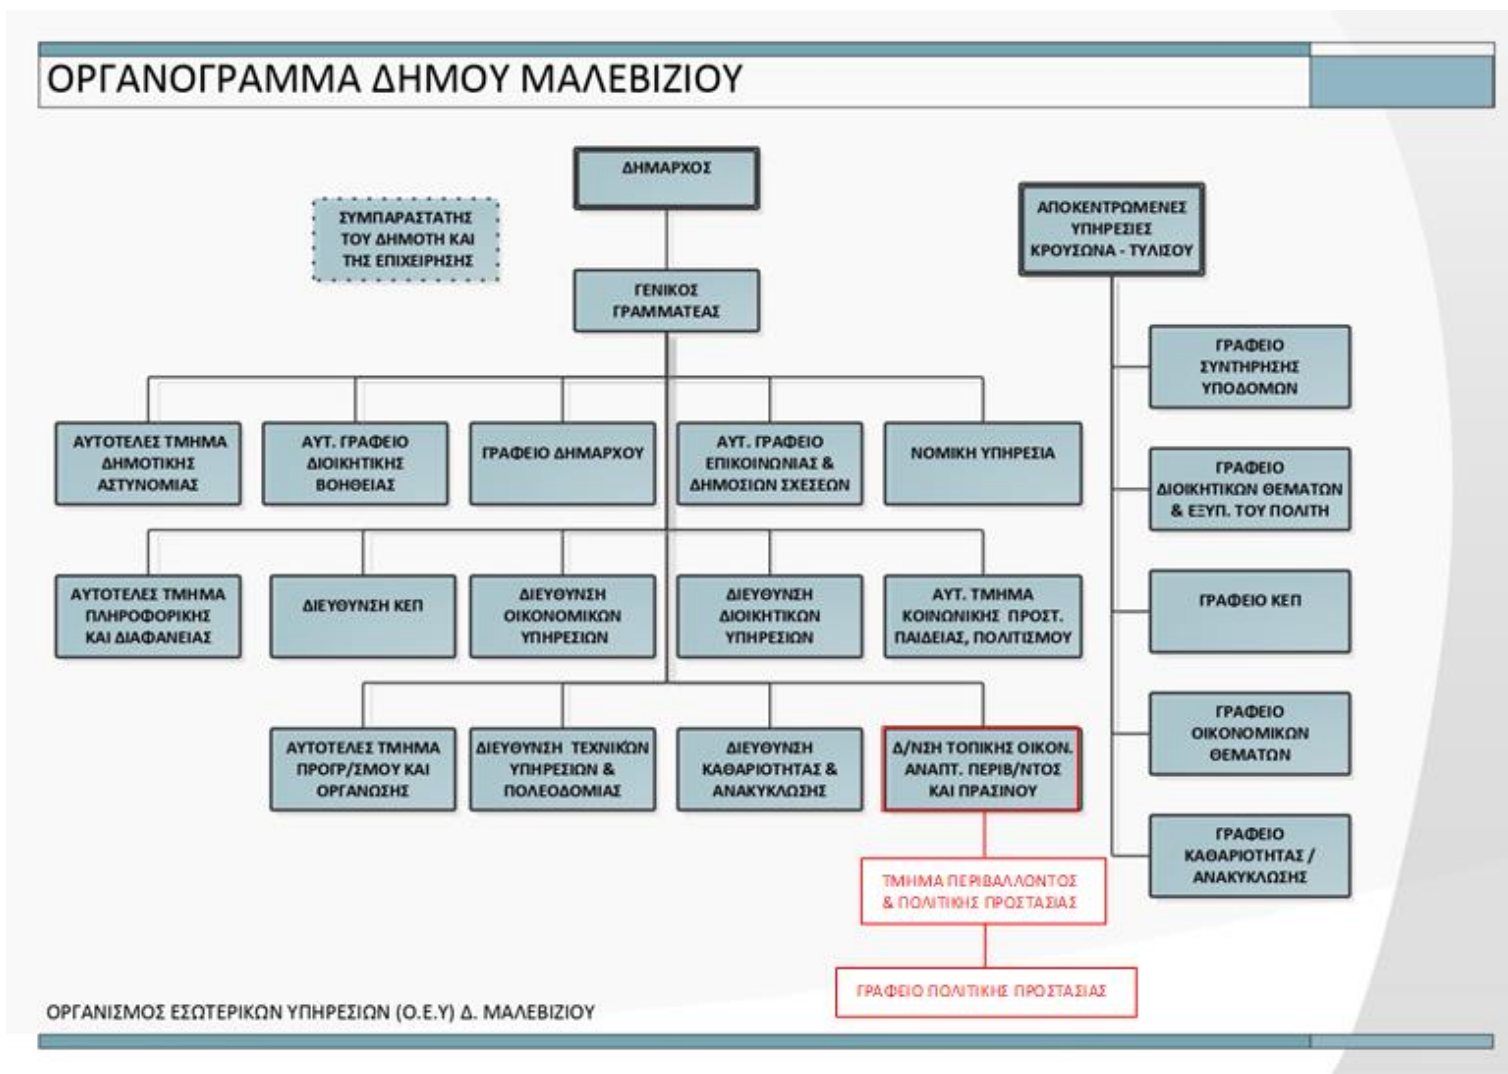 ΟΡΓΑΝΟΓΡΑΜΜΑ ΔΗΜΟΥ ΜΑΛΕΒΙΖΙΟΥ
ΔΗΜΑΡΧΟΣ
ΣΥΜΠΑΡΑΣΤΑΤΗΣ
ΤΟΥ ΔΗΜΟΤΗ ΚΑΙ
ΤΗΣ ΕΠΙΧΕΙΡΗΣΗΣ
ΑΠΟΚΕΝΤΡΩΜΕΝΕΣ
ΥΠΗΡΕΣΙΕΣ
ΚΡΟΥΣΩΝΑ - ΤΥΛΙΣΟΥ
ΓΕΝΙΚΟΣ
ΓΡΑΜΜΑΤΕΑΣ
ΑΥΤΟΤΕΛΕΣ ΤΜΗΜΑ
ΔΗΜΟΤΙΚΗΣ
ΑΣΤΥΝΟΜΙΑΣ
ΑΥΤ. ΓΡΑΦΕΙΟ
ΔΙΟΙΚΗΤΙΚΗΣ
ΒΟΗΘΕΙΑΣ
ΓΡΑΦΕΙΟ ΔΗΜΑΡΧΟΥ
ΑΥΤ. ΓΡΑΦΕΙΟ
ΕΠΙΚΟΙΝΩΝΙΑΣ &
ΔΗΜΟΣΙΩΝ ΣΧΕΣΕΩΝ
ΝΟΜΙΚΗ ΥΠΗΡΕΣΙΑ
ΑΥΤΟΤΕΛΕΣ ΤΜΗΜΑ
ΠΛΗΡΟΦΟΡΙΚΗΣ
ΚΑΙ ΔΙΑΦΑΝΕΙΑΣ
ΔΙΕΥΘΥΝΣΗ ΚΕΠ
ΔΙΕΥΘΥΝΣΗ
ΟΙΚΟΝΟΜΙΚΩΝ
ΥΠΗΡΕΣΙΩΝ
ΔΙΕΥΘΥΝΣΗ
ΔΙΟΙΚΗΤΙΚΩΝ
ΥΠΗΡΕΣΙΩΝ
ΑΥΤ. ΤΜΗΜΑ
ΚΟΙΝΩΝΙΚΗΣ ΠΡΟΣΤ.
ΠΑΙΔΕΙΑΣ, ΠΟΛΙΤΙΣΜΟΥ
ΑΥΤΟΤΕΛΕΣ ΤΜΗΜΑ
ΠΡΟΓΡ/ΣΜΟΥ ΚΑΙ
ΟΡΓΑΝΩΣΗΣ
ΔΙΕΥΘΥΝΣΗ ΤΕΧΝΙΚΏΝ
ΥΠΗΡΕΣΙΩΝ &
ΠΟΛΕΟΔΟΜΙΑΣ
ΔΙΕΥΘΥΝΣΗ
ΚΑΘΑΡΙΟΤΗΤΑΣ &
ΑΝΑΚΥΚΛΩΣΗΣ
Δ/ΝΣΗ ΤΟΠΙΚΗΣ ΟΙΚΟΝ.
ΑΝΑΠΤ. ΠΕΡΙΒ/ΝΤΟΣ
ΚΑΙ ΠΡΑΣΙΝΟΥ
ΤΜΗΜΑ ΠΕΡΙΒΑΛΛΟΝΤΟΣ
& ΠΟΛΙΤΙΚΗΣ ΠΡΟΣΤΑΣΙΑΣ
ΓΡΑΦΕΙΟ ΠΟΛΙΤΙΚΗΣ ΠΡΟΣΤΑΣΙΑΣ
ΓΡΑΦΕΙΟ
ΣΥΝΤΗΡΗΣΗΣ
ΥΠΟΔΟΜΩΝ
ΓΡΑΦΕΙΟ
ΔΙΟΙΚΗΤΙΚΩΝ ΘΕΜΑΤΩΝ
& ΕΞΥΠ. ΤΟΥ ΠΟΛΙΤΗ
ΓΡΑΦΕΙΟ ΚΕΠ
ΓΡΑΦΕΙΟ
ΟΙΚΟΝΟΜΙΚΩΝ
ΘΕΜΑΤΩΝ
ΓΡΑΦΕΙΟ
ΚΑΘΑΡΙΟΤΗΤΑΣ /
ΑΝΑΚΥΚΛΩΣΗΣ
ΟΡΓΑΝΙΣΜΟΣ ΕΣΩΤΕΡΙΚΩΝ ΥΠΗΡΕΣΙΩΝ (Ο.Ε.Υ) Δ. ΜΑΛΕΒΙΖΙΟΥ